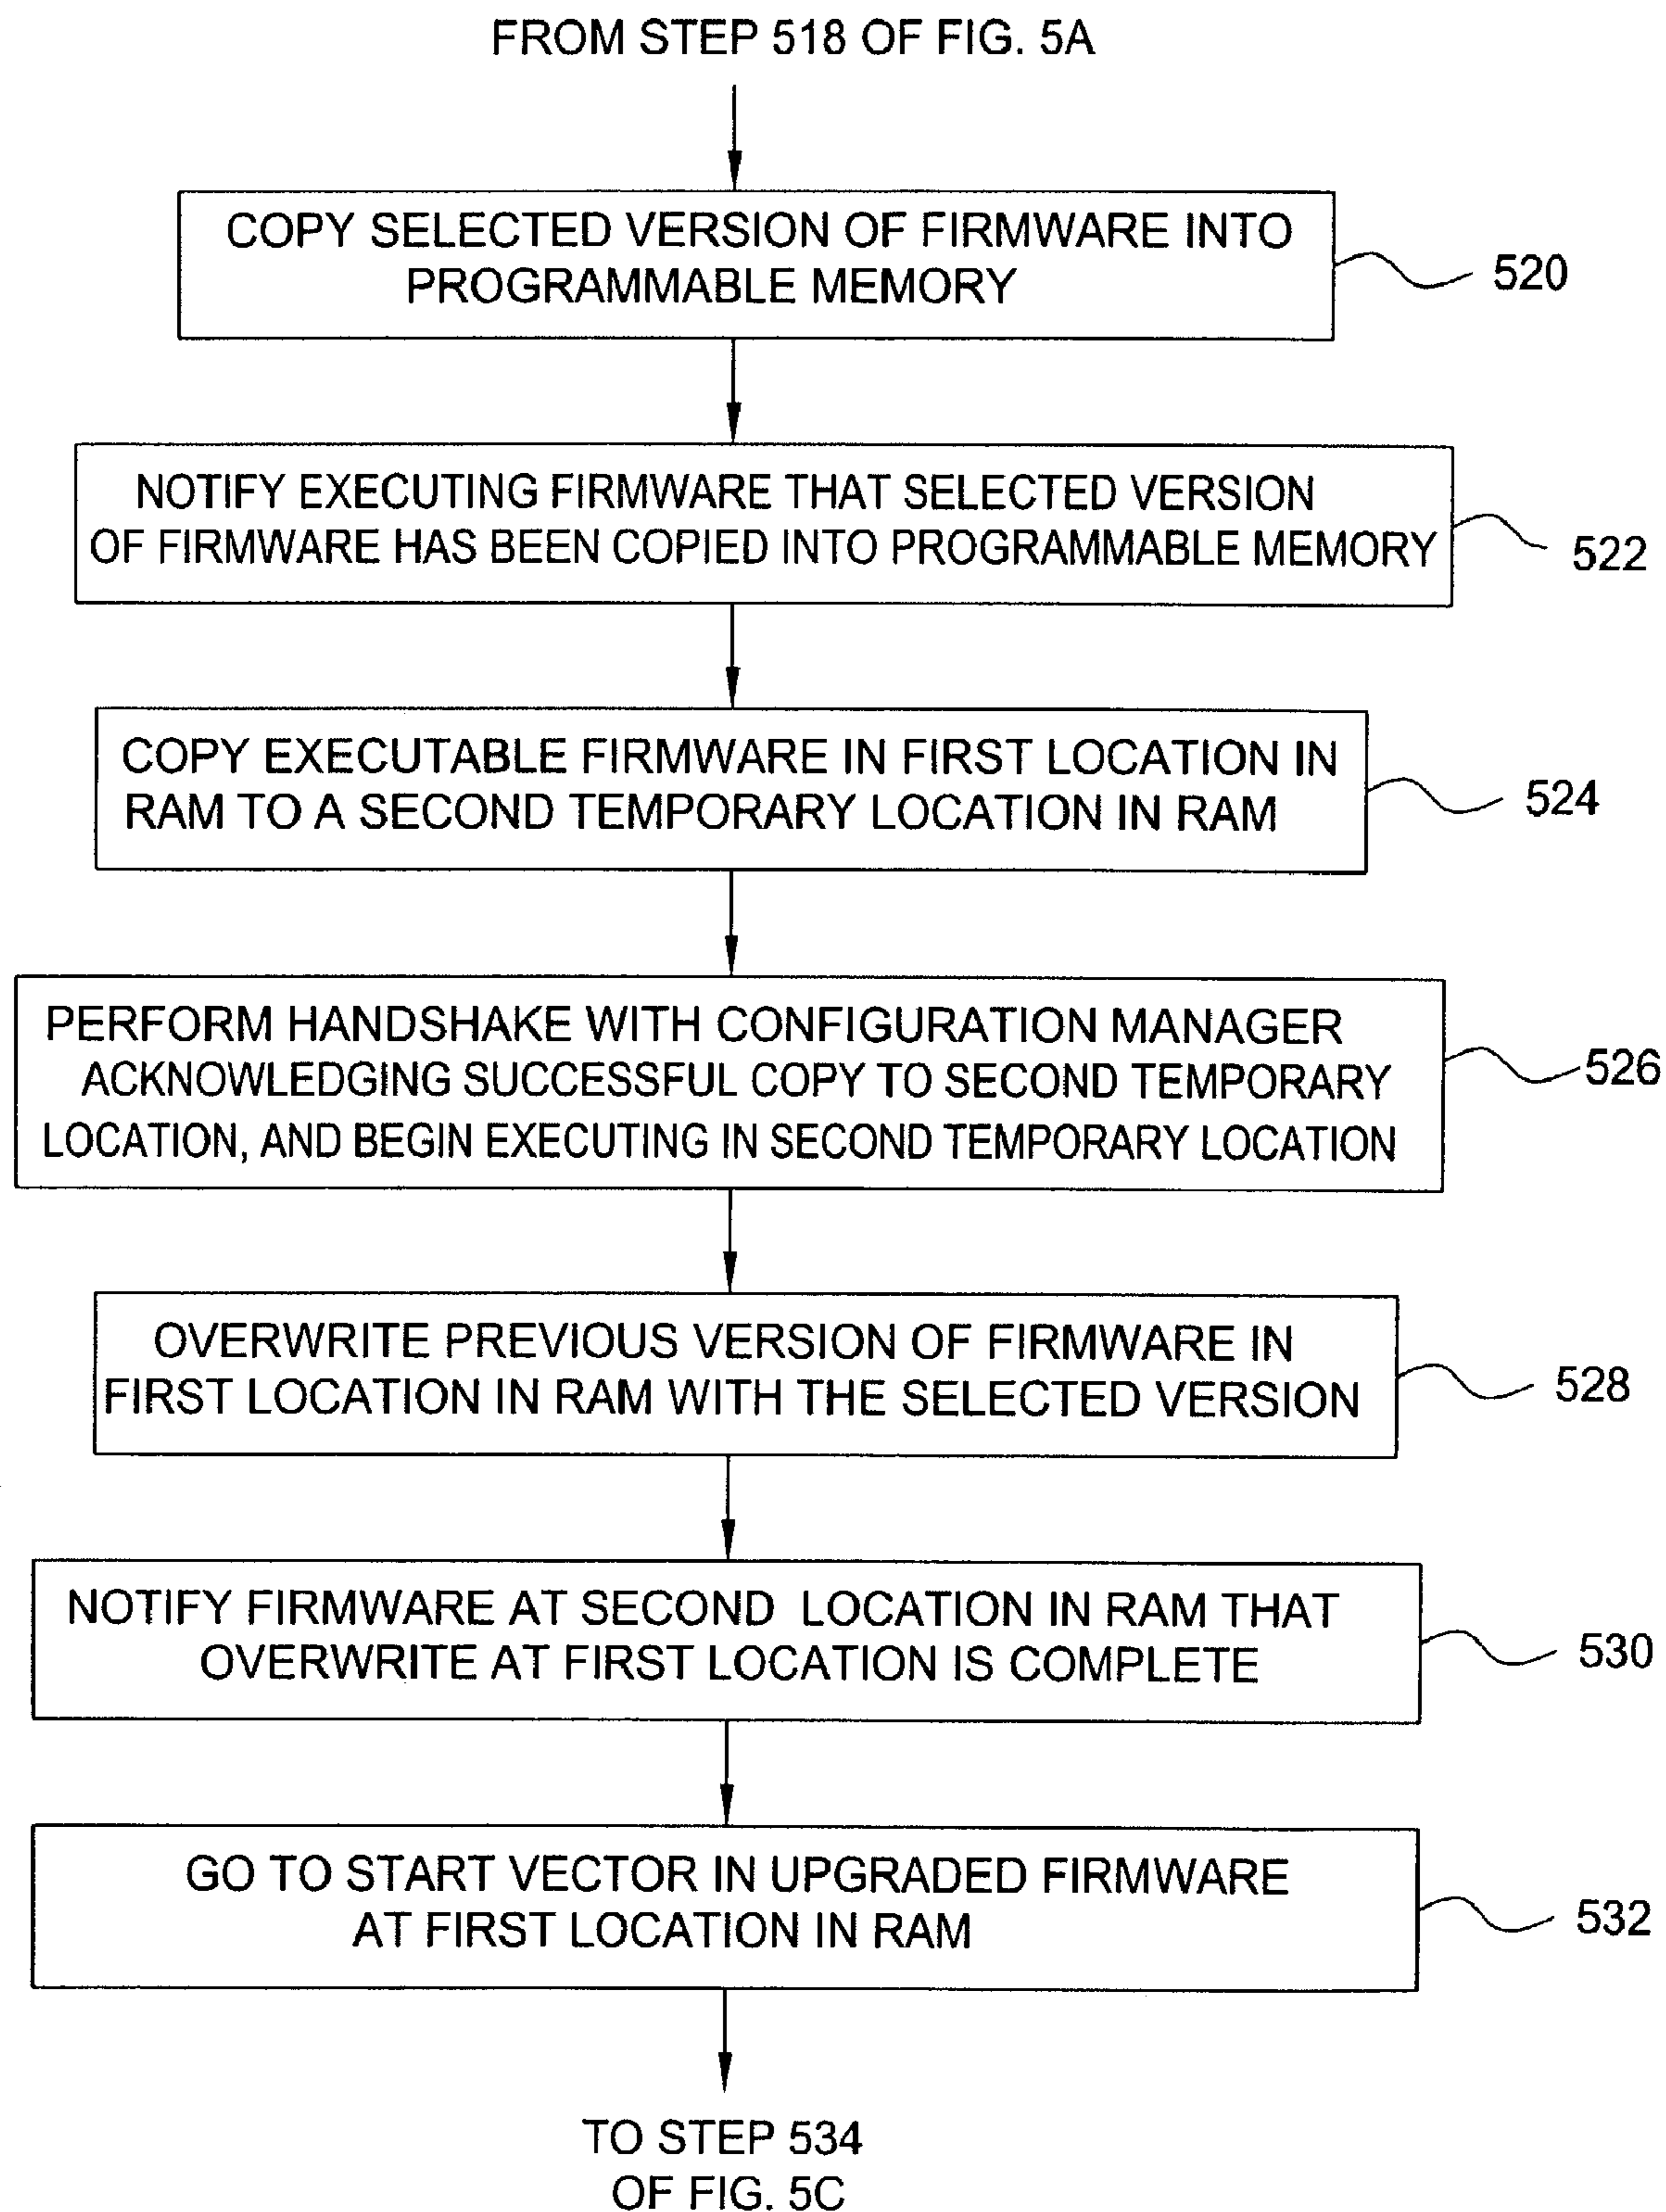 FROM STEP 518 OF FIG. 5A
COPY SELECTED VERSION OF FIRMWARE INTO
PROGRAMMABLE MEMORY
520
NOTIFY EXECUTING FIRMWARE THAT SELECTED VERSION
OF FIRMWARE HAS BEEN COPIED INTO PROGRAMMABLE MEMORY
522
COPY EXECUTABLE FIRMWARE IN FIRST LOCATION IN
RAM TO A SECOND TEMPORARY LOCATION IN RAM
524
PERFORM HANDSHAKE WITH CONFIGURATION MANAGER
ACKNOWLEDGING SUCCESSFUL COPY TO SECOND TEMPORARY
LOCATION, AND BEGIN EXECUTING IN SECOND TEMPORARY LOCATION
526
OVERWRITE PREVIOUS VERSION OF FIRMWARE IN
FIRST LOCATION IN RAM WITH THE SELECTED VERSION
528
NOTIFY FIRMWARE AT SECOND LOCATION IN RAM THAT
OVERWRITE AT FIRST LOCATION IS COMPLETE
530
GO TO START VECTOR IN UPGRADED FIRMWARE
AT FIRST LOCATION IN RAM
532
TO STEP 534
OF FIG. 5C